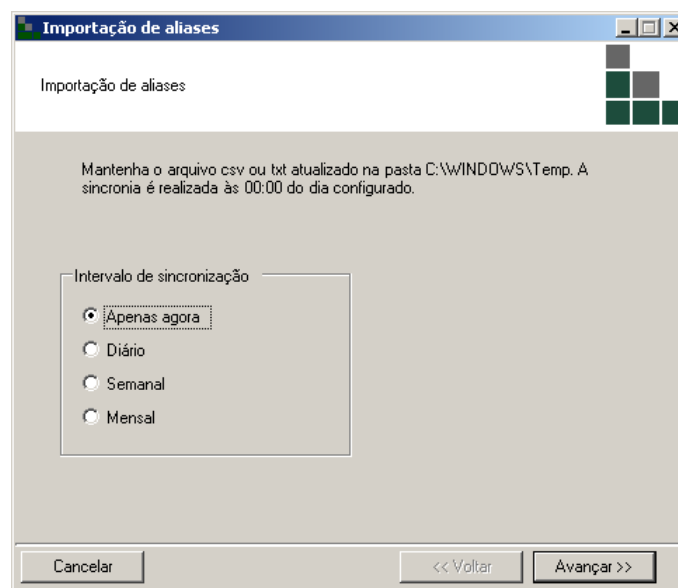 Importação de aliases
Importação de aliases
Mantenha o arquivo csv ou txt atualizado na pasta C:\WINDOWS\Temp. A
sincronia é realizada às 00:00 do dia configurado.
Intervalo de sincronização
Apenas agora
Diário
Semanal
Mensal
Cancelar
<< Voltar
Avançar >>